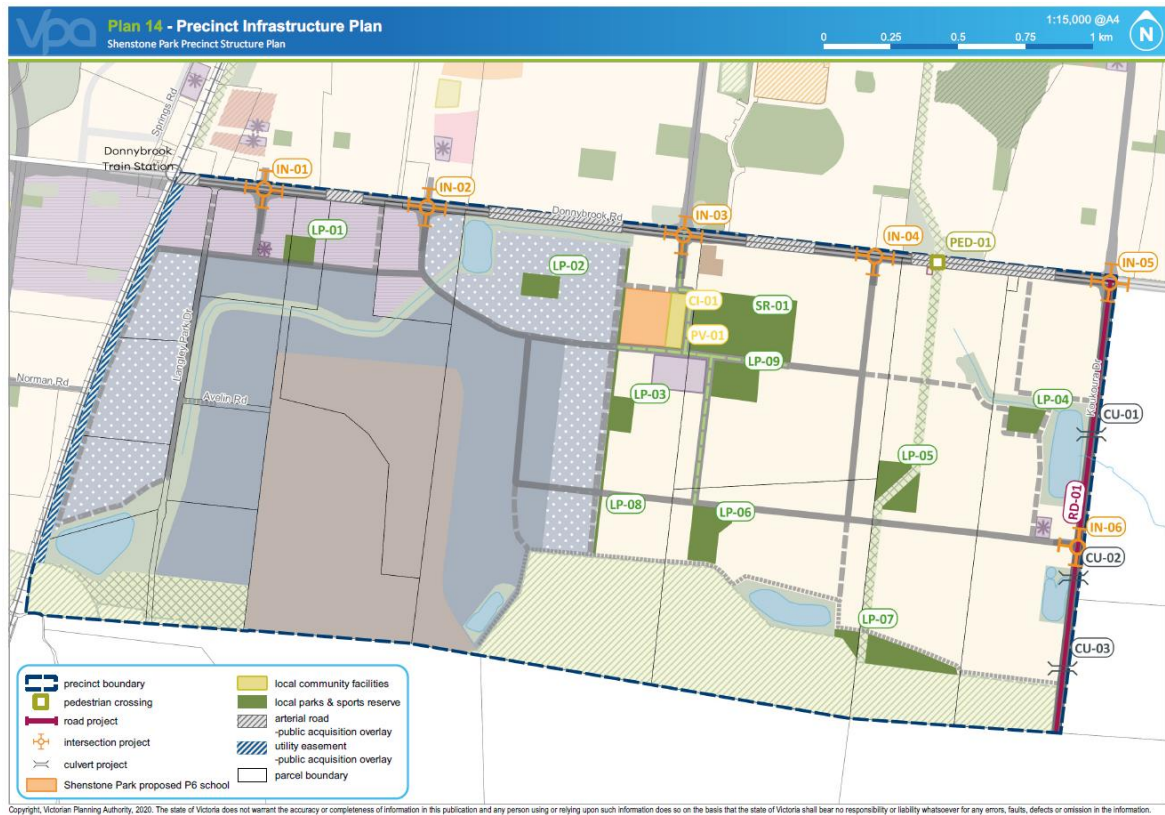 vpa
Plan 14 - Precinct Infrastructure Plan
Shenstone Park Precinct Structure Plan
1:15,000 @A4
0 0.25 0.5 0.75 1 km
N
Springs Rd
Donnybrook
Train Station
IN-01
IN-02
Donnybrook Rd
IN-03
IN-04
PED-01
IN-05
LP-01
LP-02
CI-01
SR-01
PV-01
Langley Park Dr
Norman Rd
Avelin Rd
LP-09
LP-03
LP-04
Koukoura Dr
CU-01
LP-05
LP-08
LP-06
RD-01
IN-06
CU-02
LP-07
CU-03
precinct boundary
pedestrian crossing
road project
intersection project
culvert project
Shenstone Park proposed P6 school
local community facilities
local parks & sports reserve
arterial road
-public acquisition overlay
utility easement
-public acquisition overlay
parcel boundary
Copyright, Victorian Planning Authority, 2020. The state of Victoria does not warrant the accuracy or completeness of information in this publication and any person using or relying upon such information does so on the basis that the state of Victoria shall bear no responsibility or liability whatsoever for any errors, faults, defects or omission in the information.